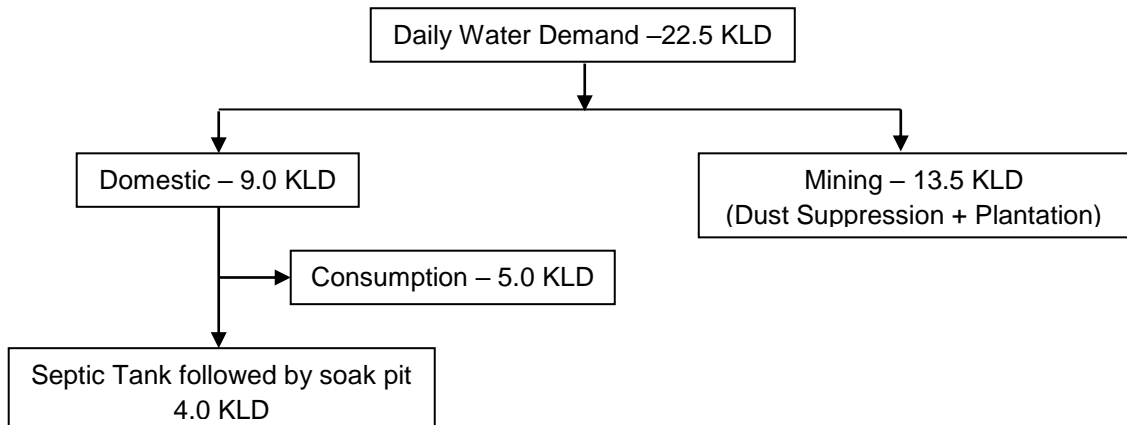 Daily Water Demand –22.5 KLD
Domestic – 9.0 KLD
Mining – 13.5 KLD
(Dust Suppression + Plantation)
Consumption – 5.0 KLD
Septic Tank followed by soak pit
4.0 KLD